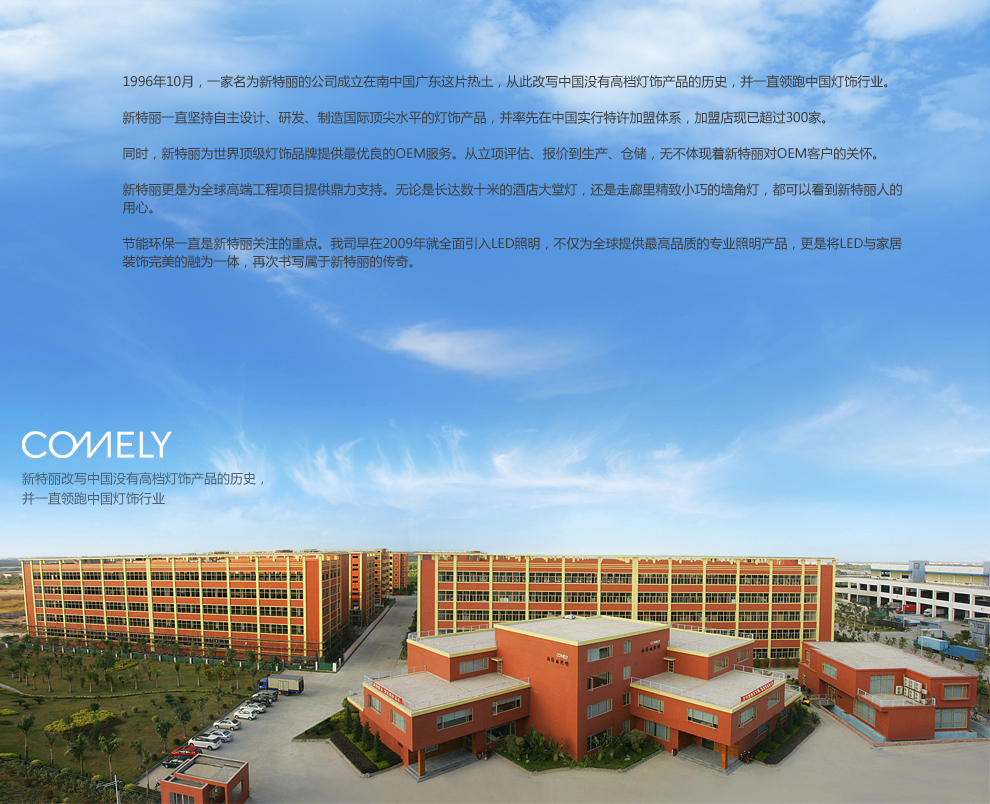 1996年10月，一家名为新特丽的公司成立在南中国广东这片热土，从此改写中国没有高档灯饰产品的历史，并一直领跑中国灯饰行业。
新特丽一直坚持自主设计、研发、制造国际顶尖水平的灯饰产品，并率先在中国实行特许加盟体系，加盟店现已超过300家。
同时，新特丽为世界顶级灯饰品牌提供最优良的OEM服务。从立项评估、报价到生产、仓储，无不体现着新特丽对OEM客户的关怀。
新特丽更是为全球高端工程项目提供鼎力支持。无论是长达数十米的酒店大堂灯，还是走廊里精致小巧的墙角灯，都可以看到新特丽人的
用心。
节能环保一直是新特丽关注的重点。我司早在2009年就全面引入LED照明，不仅为全球提供最高品质的专业照明产品，更是将LED与家居
装饰完美的融为一体，再次书写属于新特丽的传奇。
COMELY
新特丽改写中国没有高档灯饰产品的历史，
并一直领跑中国灯饰行业
COMELY
COMELY